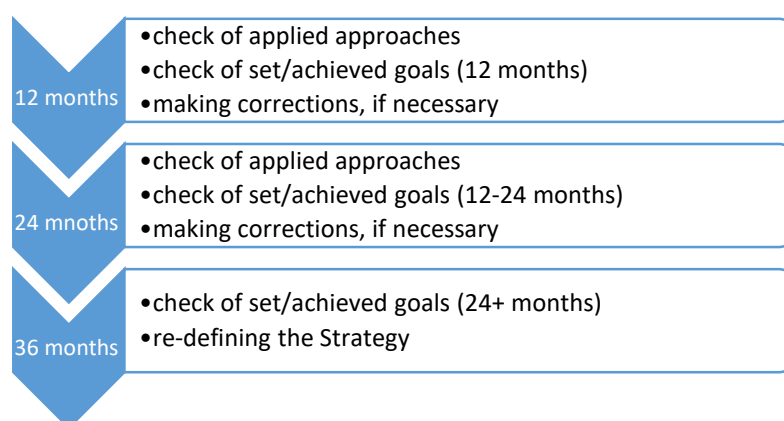 12 months
•check of applied approaches
•check of set/achieved goals (12 months)
•making corrections, if necessary
24 mnoths
•check of applied approaches
•check of set/achieved goals (12-24 months)
•making corrections, if necessary
36 months
•check of set/achieved goals (24+ months)
•re-defining the Strategy